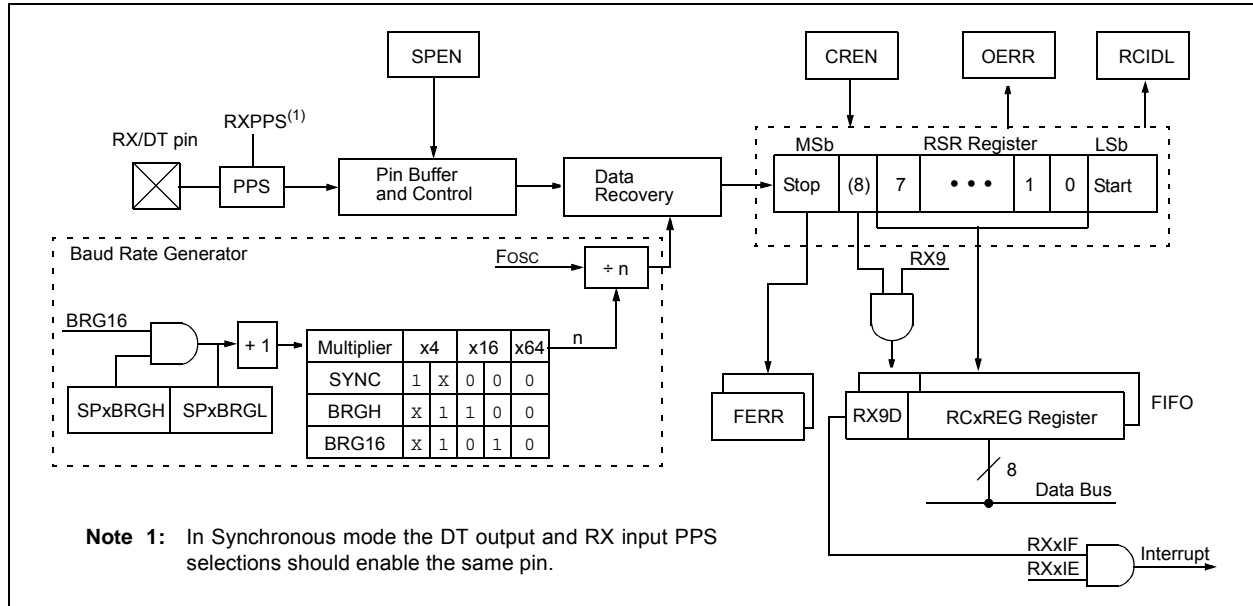 SPEN
CREN
OERR
RCIDL
RXPPS(1)
RX/DT pin
PPS
Pin Buffer
and Control
Data
Recovery
MSb
RSR Register
LSb
Stop (8) 7 • • • 1 0 Start
Baud Rate Generator
FOSC
÷ n
RX9
BRG16
+ 1
n
Multiplier x4 x16 x64
SYNC 1 X 0 0 0
BRGH X 1 1 0 0
BRG16 X 1 0 1 0
SPxBRGH SPxBRGL
FERR
RX9D
RCxREG Register
FIFO
8
Data Bus
Note 1: In Synchronous mode the DT output and RX input PPS
selections should enable the same pin.
RXxIF
RXxIE
Interrupt